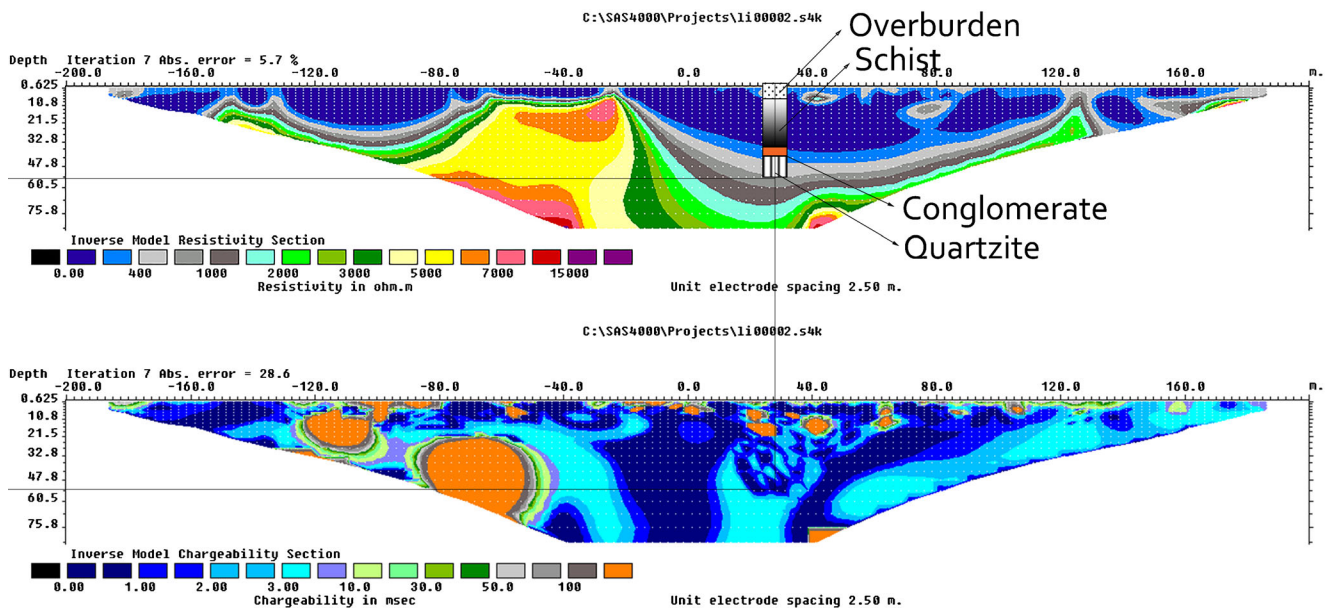 C:\SAS4000\Projects\li00002.s4k
Overburden
Schist
Depth Iteration 7 Abs. error = 5.7 %
-200.0 -160.0 -120.0 -80.0 -40.0 0.0 40.0 80.0 120.0 160.0 m.
0.625
10.8
21.5
32.8
47.8
60.5
75.8
Conglomerate
Quartzite
Inverse Model Resistivity Section
0.00 400 1000 2000 3000 5000 7000 15000
Resistivity in ohm.m
Unit electrode spacing 2.50 m.
C:\SAS4000\Projects\li00002.s4k
Depth Iteration 7 Abs. error = 28.6
-200.0 -160.0 -120.0 -80.0 -40.0 0.0 40.0 80.0 120.0 160.0 m.
0.625
10.8
21.5
32.8
47.8
60.5
75.8
Inverse Model Chargeability Section
0.00 1.00 2.00 3.00 10.0 30.0 50.0 100
Chargeability in msec
Unit electrode spacing 2.50 m.